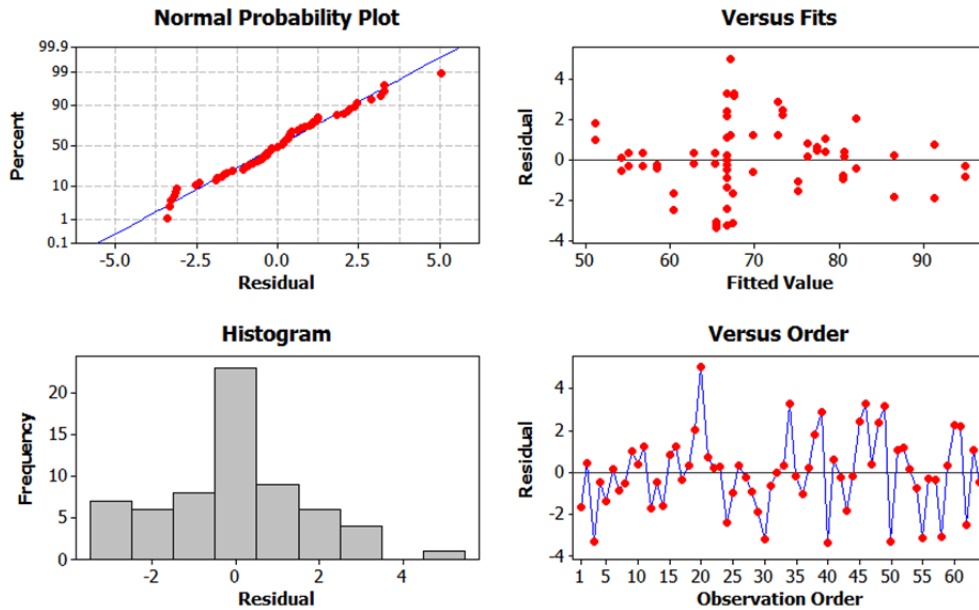 Normal Probability Plot
99.9
99
90
50
10
1
0.1
Percent
-5.0 -2.5 0.0 2.5 5.0
Residual
Versus Fits
4
2
0
-2
-4
Residual
50 60 70 80 90
Fitted Value
Histogram
20
15
10
5
0
Frequency
-2 0 2 4
Residual
Versus Order
4
2
0
-2
-4
Residual
1 5 10 15 20 25 30 35 40 45 50 55 60
Observation Order